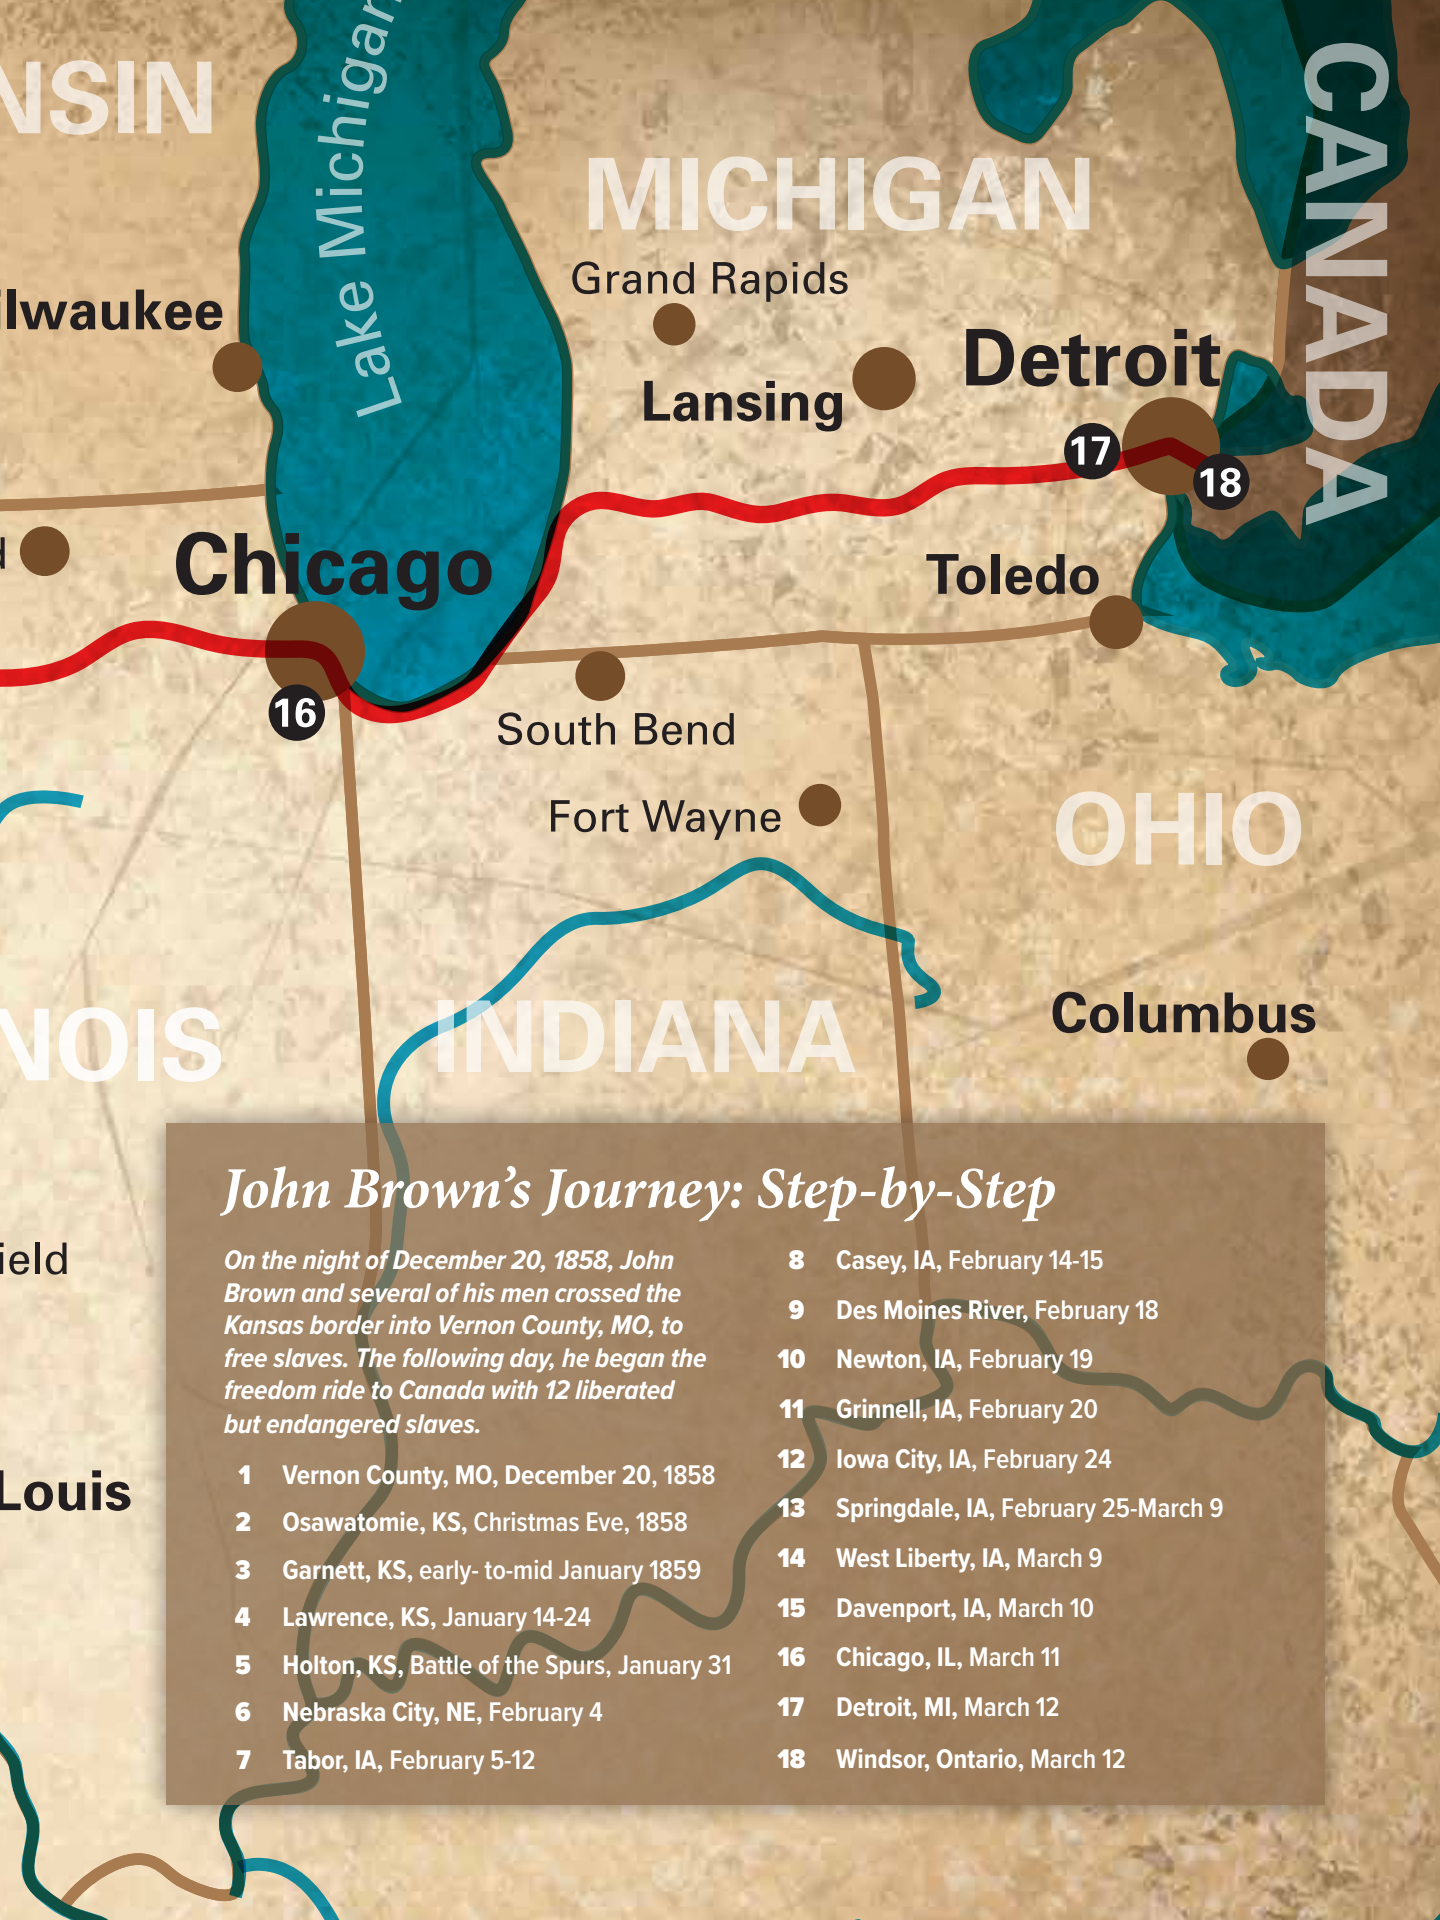 NSIN
Lake Michigan
CANADA
MICHIGAN
Grand Rapids
ilwaukee
Detroit
Lansing
17
18
d
Chicago
Toledo
16
South Bend
Fort Wayne
OHIO
Columbus
NOIS
INDIANA
ield
Louis
John Brown's Journey: Step-by-Step
On the night of December 20, 1858, John
Brown and several of his men crossed the
Kansas border into Vernon County, MO, to
free slaves. The following day, he began the
freedom ride to Canada with 12 liberated
but endangered slaves.
1 Vernon County, MO, December 20, 1858
2 Osawatomie, KS, Christmas Eve, 1858
3 Garnett, KS, early- to-mid January 1859
4 Lawrence, KS, January 14-24
5 Holton, KS, Battle of the Spurs, January 31
6 Nebraska City, NE, February 4
7 Tabor, IA, February 5-12
8 Casey, IA, February 14-15
9 Des Moines River, February 18
10 Newton, IA, February 19
11 Grinnell, IA, February 20
12 Iowa City, IA, February 24
13 Springdale, IA, February 25-March 9
14 West Liberty, IA, March 9
15 Davenport, IA, March 10
16 Chicago, IL, March 11
17 Detroit, MI, March 12
18 Windsor, Ontario, March 12